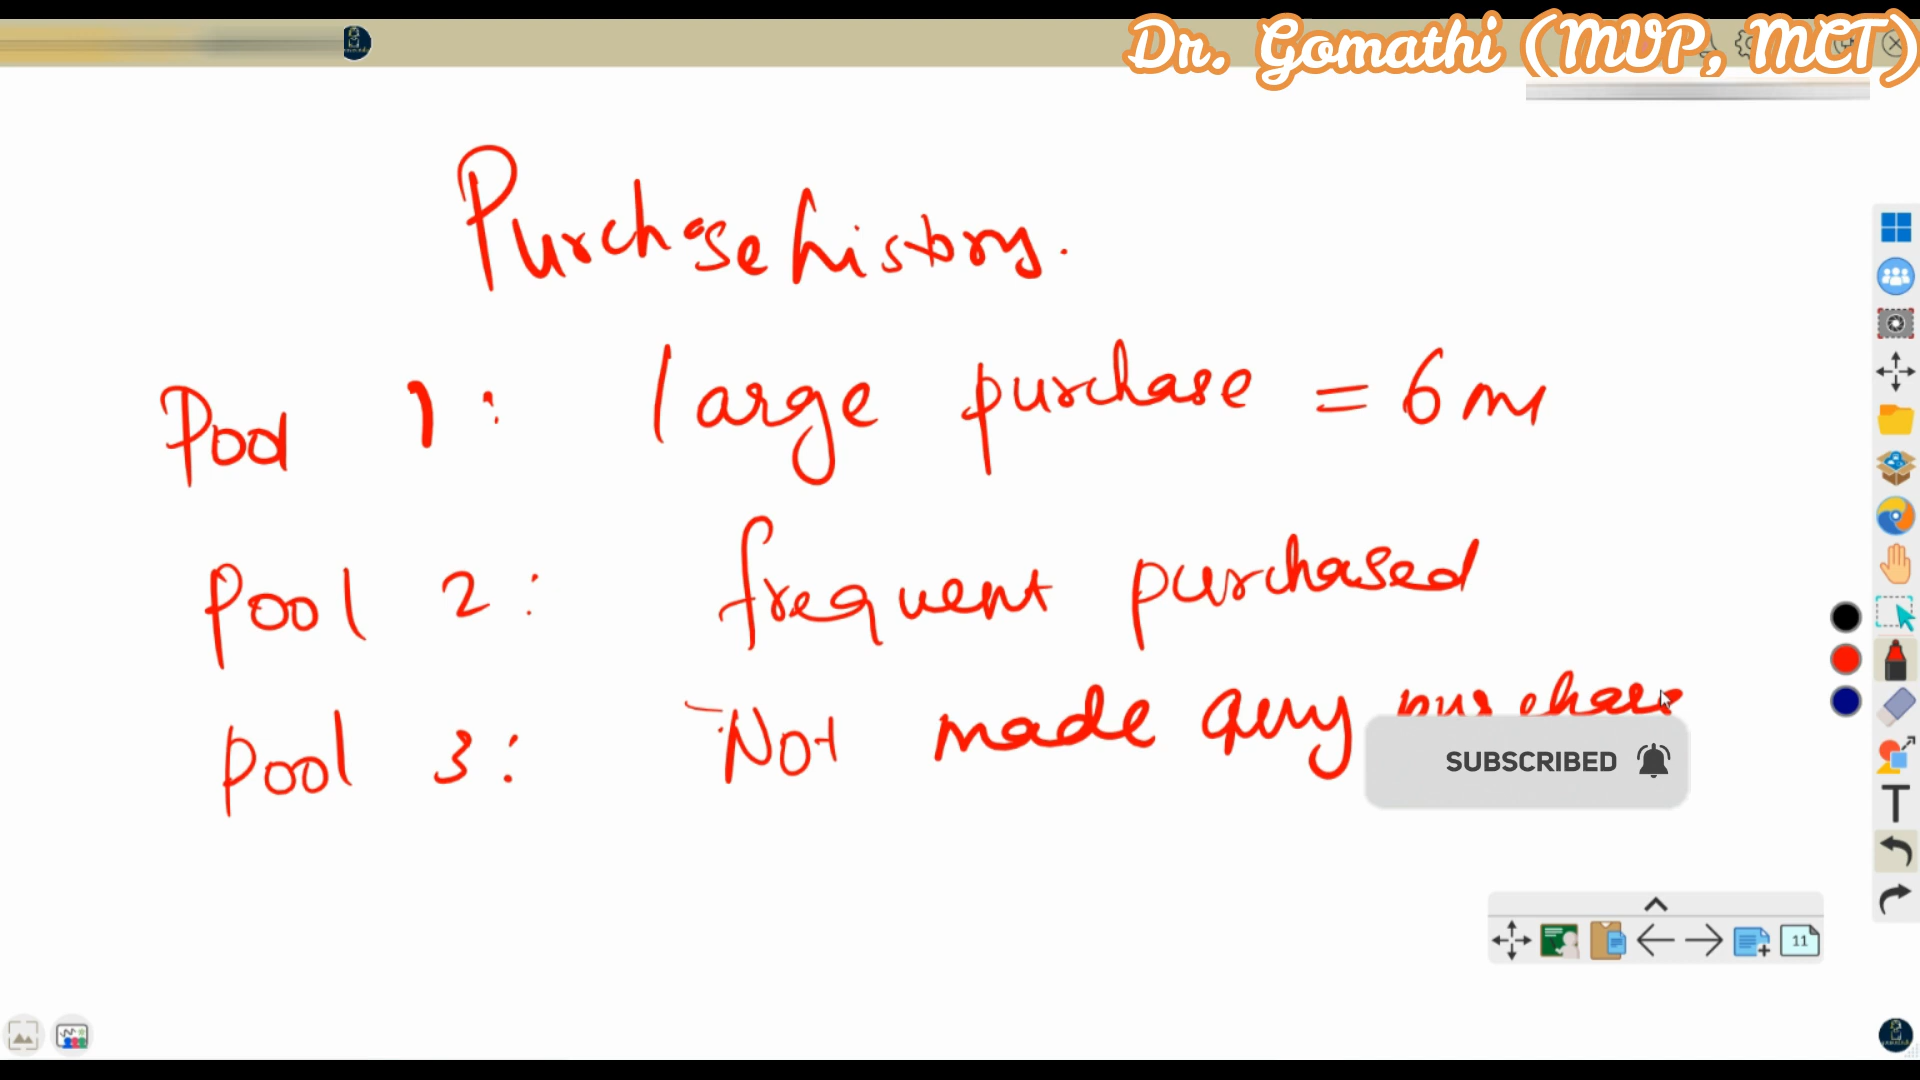 Dr. Gomathi (MVP, MCT)
Purchase history.
Pool 1: large purchase = 6 m
Pool 2: frequent purchased
Pool 3: Not made any purchase
SUBSCRIBED
T
11